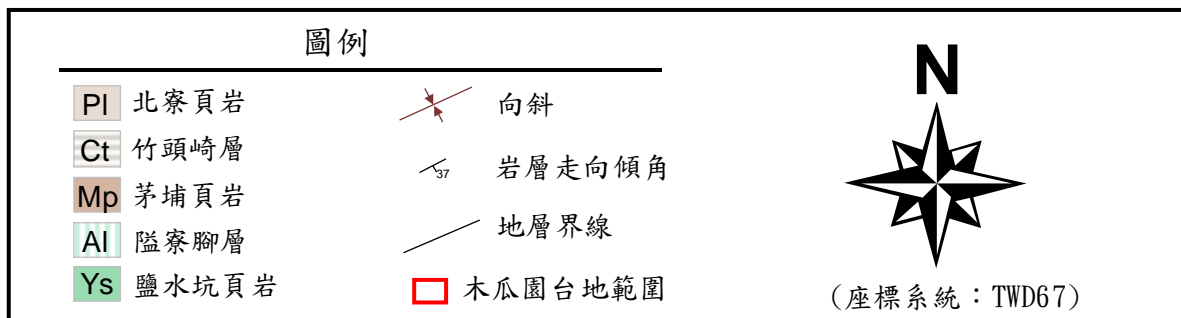 圖例
Pl 北寮頁岩
Ct 竹頭崎層
Mp 茅埔頁岩
Al 隘寮腳層
Ys 鹽水坑頁岩
向斜
37 岩層走向傾角
地層界線
木瓜園台地範圍
N
(座標系統：TWD67)